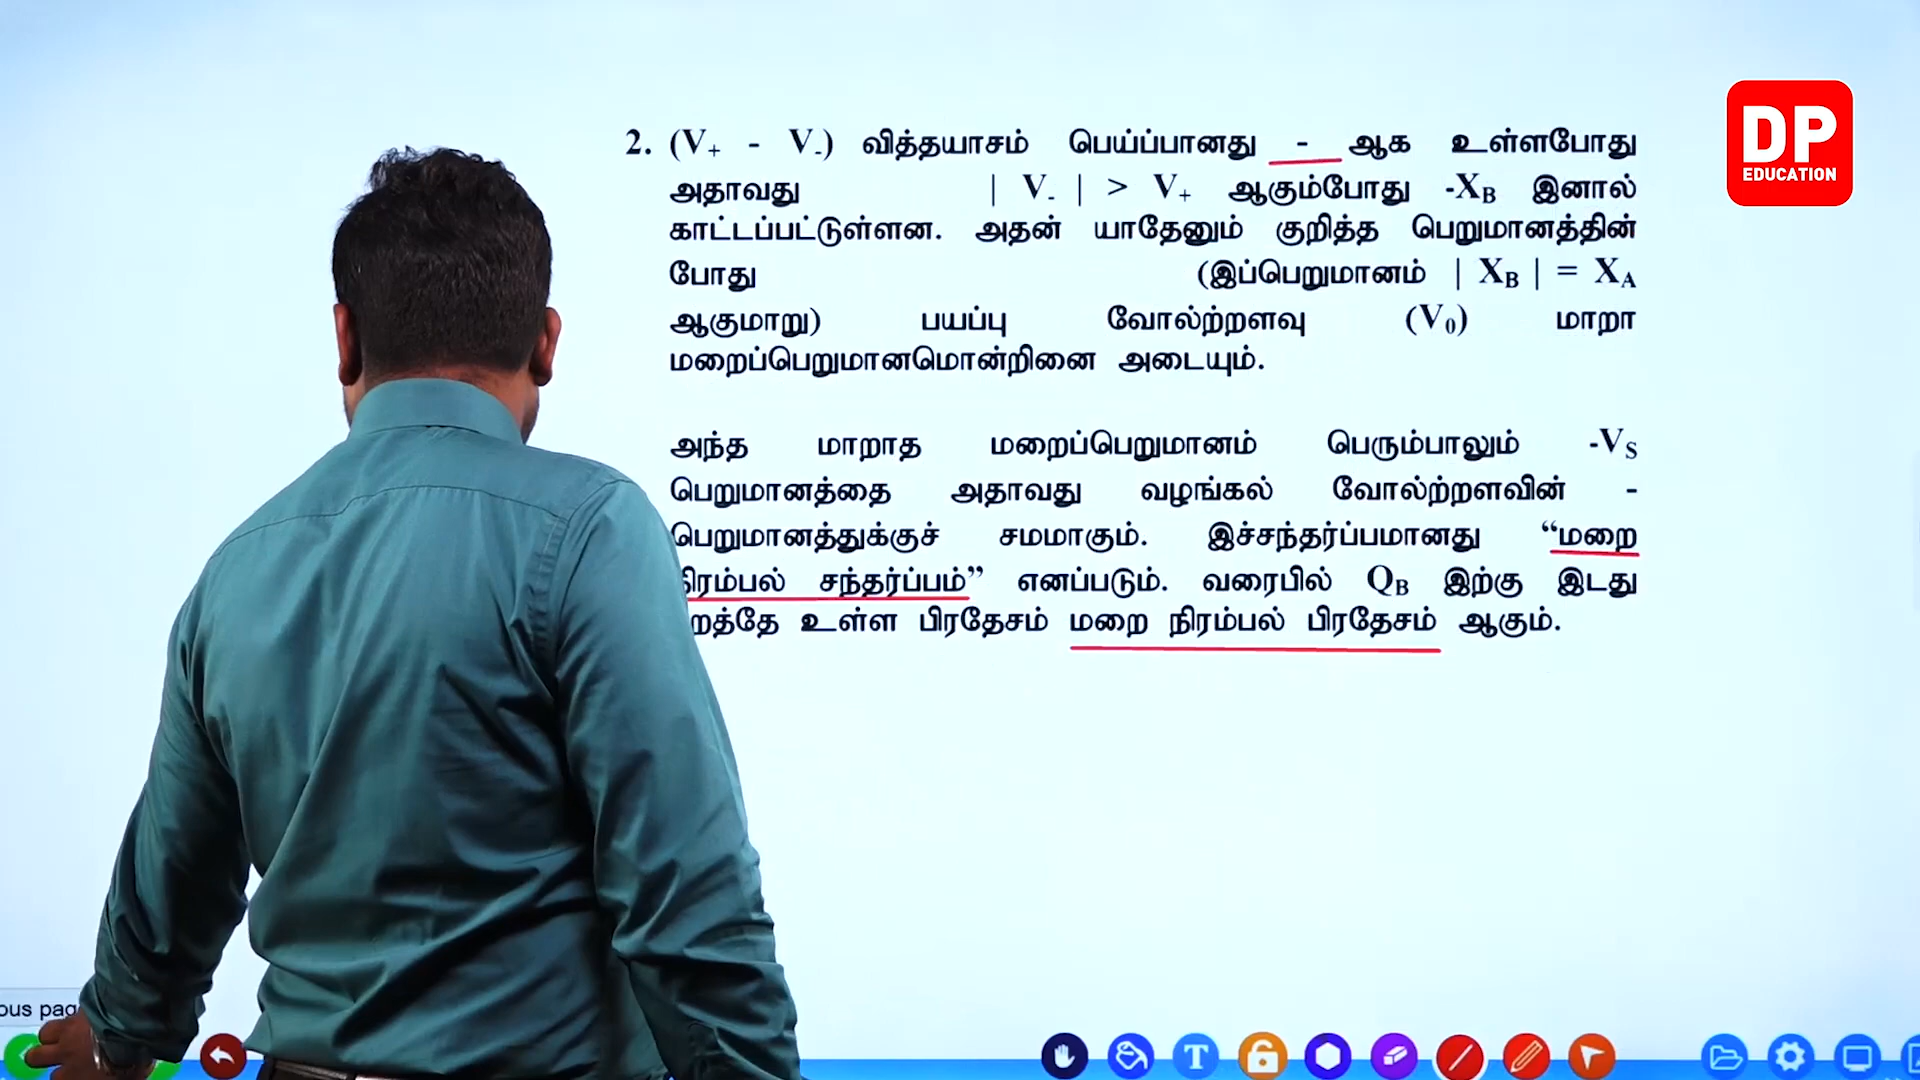 DP
EDUCATION
2. (V+ - V-) வித்தயாசம் பெய்ப்பானது - ஆக உள்ளபோது
அதாவது | V- | > V+ ஆகும்போது -XB இனால்
காட்டப்பட்டுள்ளன. அதன் யாதேனும் குறித்த பெறுமானத்தின்
போது (இப்பெறுமானம் | XB | = XA
ஆகுமாறு) பயப்பு வோல்ற்றளவு (V0) மாறா
மறைப்பெறுமானமொன்றினை அடையும்.
அந்த மாறாத மறைப்பெறுமானம் பெரும்பாலும் -VS
பெறுமானத்தை அதாவது வழங்கல் வோல்ற்றளவின் -
பெறுமானத்துக்குச் சமமாகும். இச்சந்தர்ப்பமானது “மறை
சந்தர்ப்பம்” எனப்படும். வரைபில் QB இற்கு இடது
உள்ள பிரதேசம் மறை நிரம்பல் பிரதேசம் ஆகும்.
T